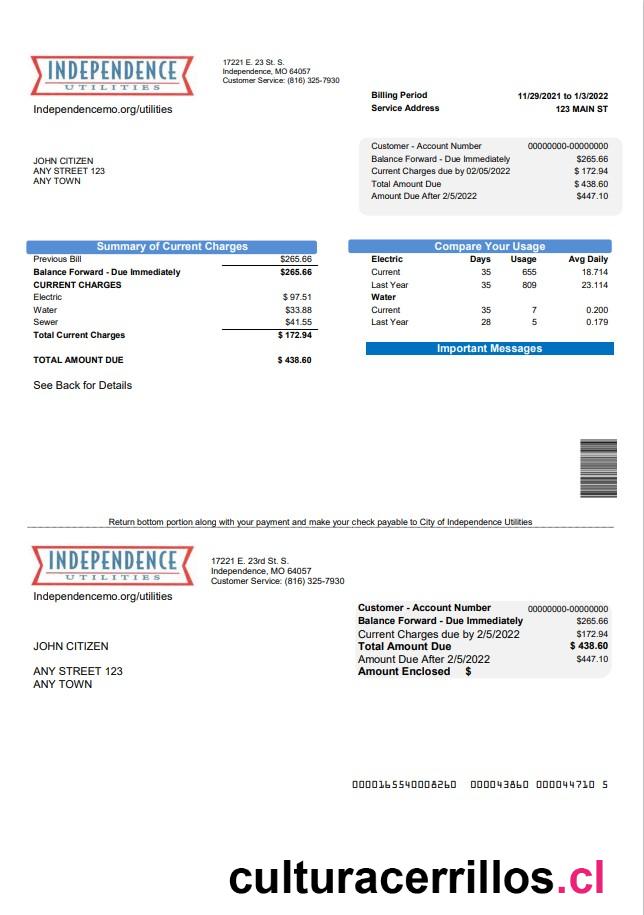 INDEPENDENCE
UTILITIES
Independencemo.org/utilities
17221 E. 23 St. S.
Independence, MO 64057
Customer Service: (816) 325-7930
Billing Period 11/29/2021 to 1/3/2022
Service Address 123 MAIN ST
JOHN CITIZEN
ANY STREET 123
ANY TOWN
Customer - Account Number 00000000-00000000
Balance Forward - Due Immediately $265.66
Current Charges due by 02/05/2022 $ 172.94
Total Amount Due $ 438.60
Amount Due After 2/5/2022 $447.10
Summary of Current Charges
Previous Bill $265.66
Balance Forward - Due Immediately $265.66
CURRENT CHARGES
Electric $ 97.51
Water $33.88
Sewer $41.55
Total Current Charges $ 172.94
TOTAL AMOUNT DUE $ 438.60
See Back for Details
Compare Your Usage
Electric Days Usage Avg Daily
Current 35 655 18.714
Last Year 35 809 23.114
Water
Current 35 7 0.200
Last Year 28 5 0.179
Important Messages
Return bottom portion along with your payment and make your check payable to City of Independence Utilities
INDEPENDENCE
UTILITIES
Independencemo.org/utilities
17221 E. 23rd St. S.
Independence, MO 64057
Customer Service: (816) 325-7930
JOHN CITIZEN
ANY STREET 123
ANY TOWN
Customer - Account Number 00000000-00000000
Balance Forward - Due Immediately $265.66
Current Charges due by 2/5/2022 $172.94
Total Amount Due $ 438.60
Amount Due After 2/5/2022 $447.10
Amount Enclosed $
0000165540008260 000043860 000044710 5
culturacerrillos.cl